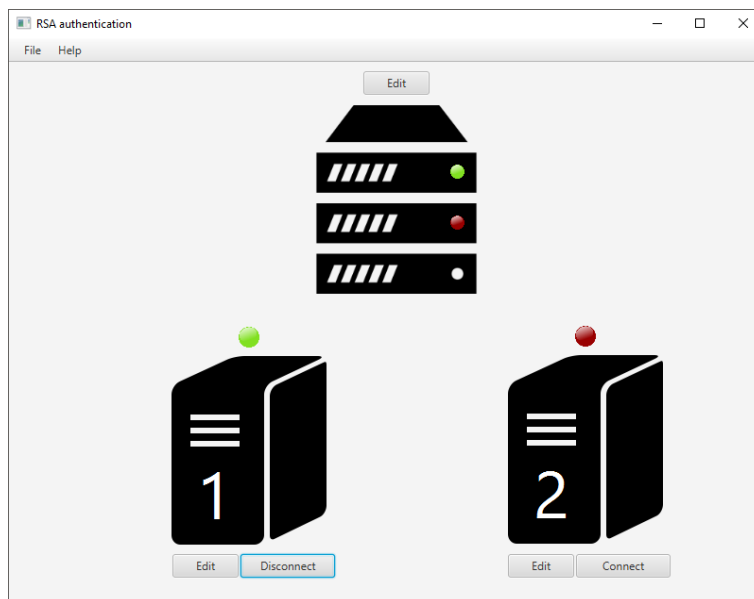 RSA authentication
File Help
Edit
1
2
Edit Disconnect
Edit Connect